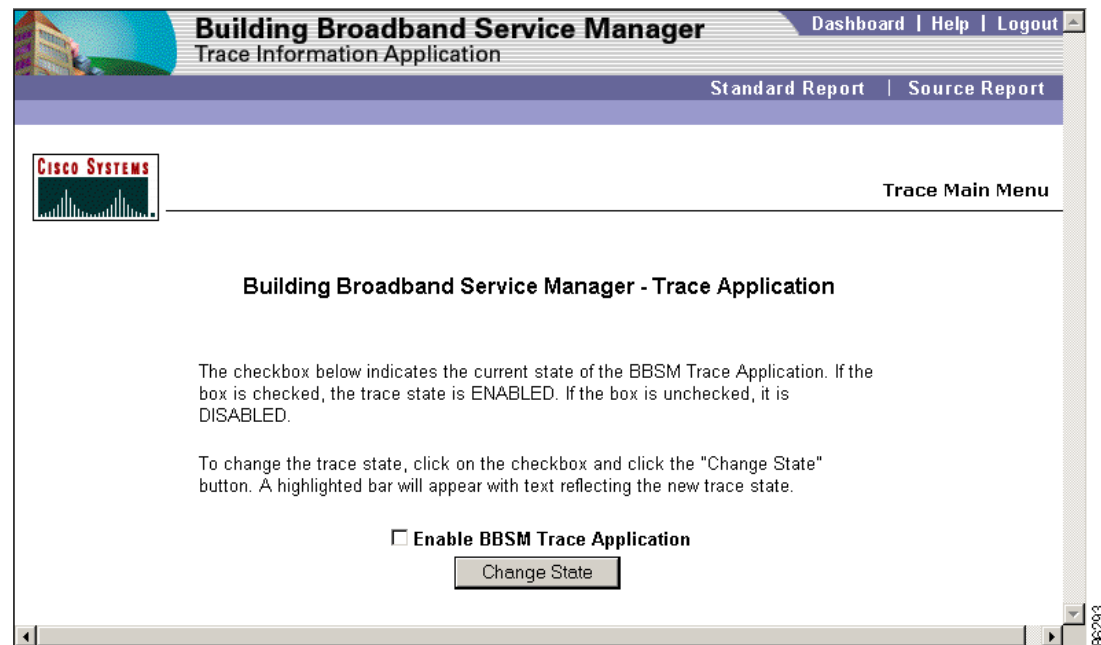 Building Broadband Service Manager
Dashboard | Help | Logout
Trace Information Application
Standard Report | Source Report
CISCO SYSTEMS
Trace Main Menu
Building Broadband Service Manager - Trace Application
The checkbox below indicates the current state of the BBSM Trace Application. If the
box is checked, the trace state is ENABLED. If the box is unchecked, it is
DISABLED.
To change the trace state, click on the checkbox and click the "Change State"
button. A highlighted bar will appear with text reflecting the new trace state.
Enable BBSM Trace Application
Change State
86293